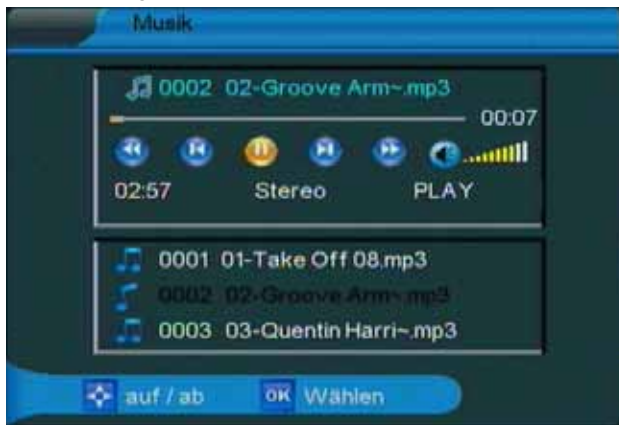 Musik
0002 02-Groove Arm~.mp3
00:07
02:57 Stereo PLAY
0001 01-Take Off 08.mp3
0002 02-Groove Arm~.mp3
0003 03-Quentin Harri~.mp3
auf / ab OK Wählen